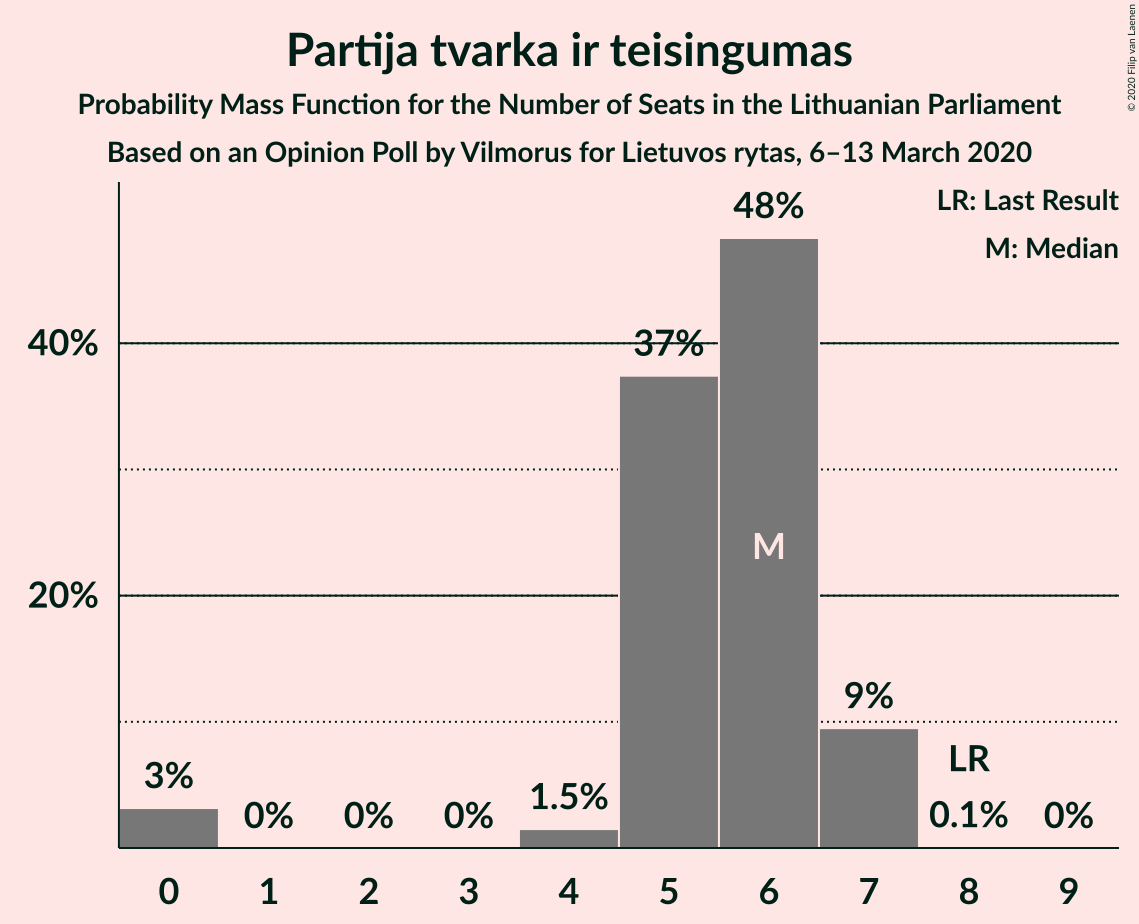 Partija tvarka ir teisingumas
Probability Mass Function for the Number of Seats in the Lithuanian Parliament
Based on an Opinion Poll by Vilmorus for Lietuvos rytas, 6–13 March 2020
© 2020 Filip van Laenen
LR: Last Result
M: Median
48%
40%
37%
M
20%
9%
LR
3%
0%
0%
0%
1.5%
0.1%
0%
0 1 2 3 4 5 6 7 8 9